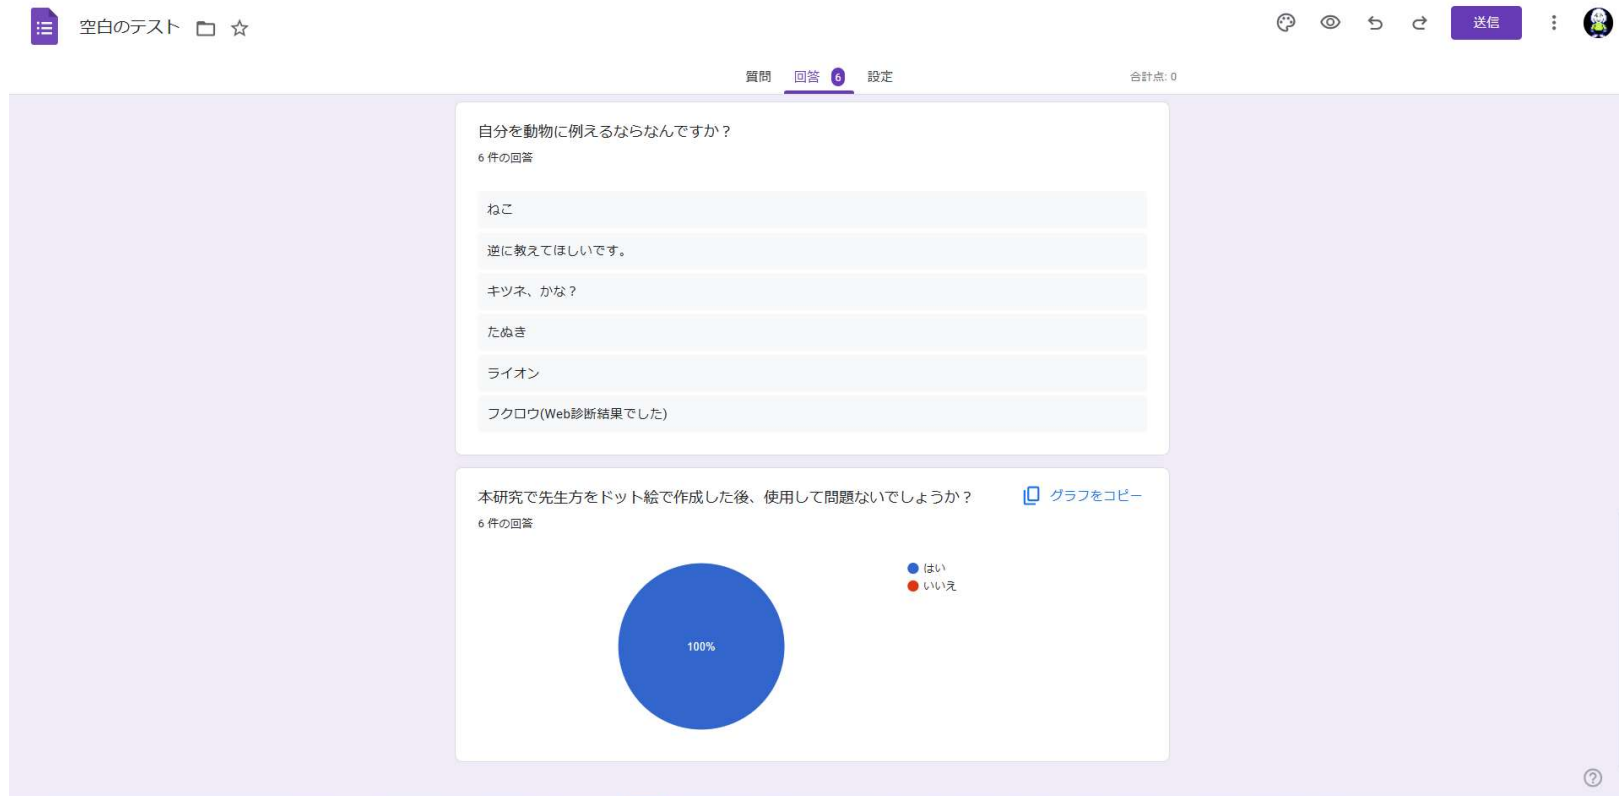 空白のテスト
送信
質問 回答 6 設定 合計点: 0
自分を動物に例えるならなんですか？
6 件の回答
ねこ
逆に教えてほしいです。
キツネ、かな？
たぬき
ライオン
フクロウ(Web診断結果でした)
本研究で先生方をドット絵で作成した後、使用して問題ないでしょうか？
グラフをコピー
6 件の回答
はい
いいえ
100%